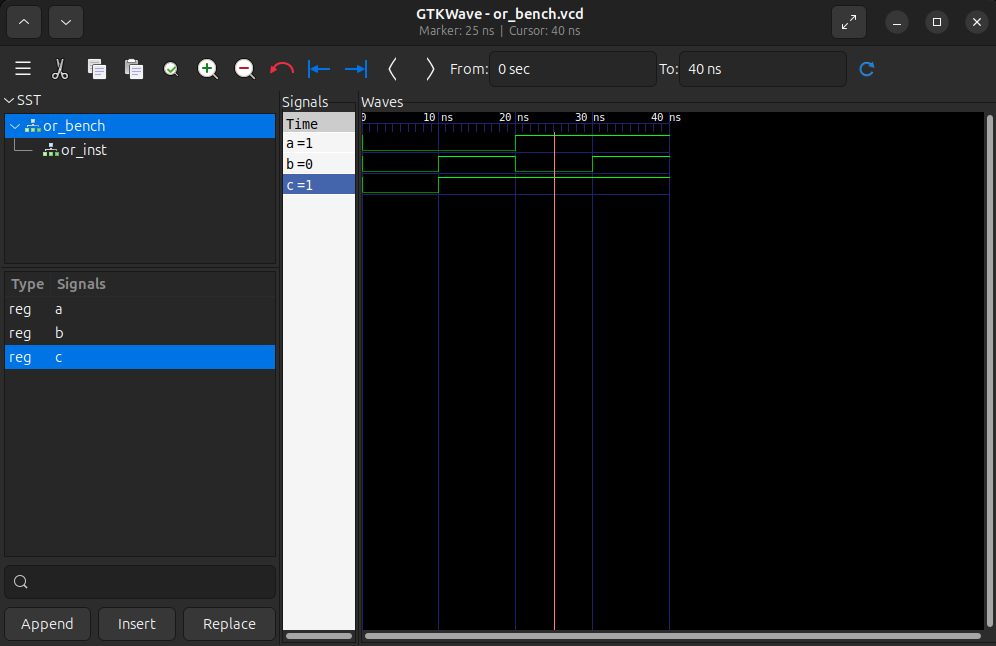 GTKWave - or_bench.vcd
Marker: 25 ns | Cursor: 40 ns
From: 0 sec To: 40 ns
SST
or_bench
or_inst
Type Signals
reg a
reg b
reg c
Append Insert Replace
Signals
Time
a=1
b=0
c=1
Waves
0 10 ns 20 ns 30 ns 40 ns